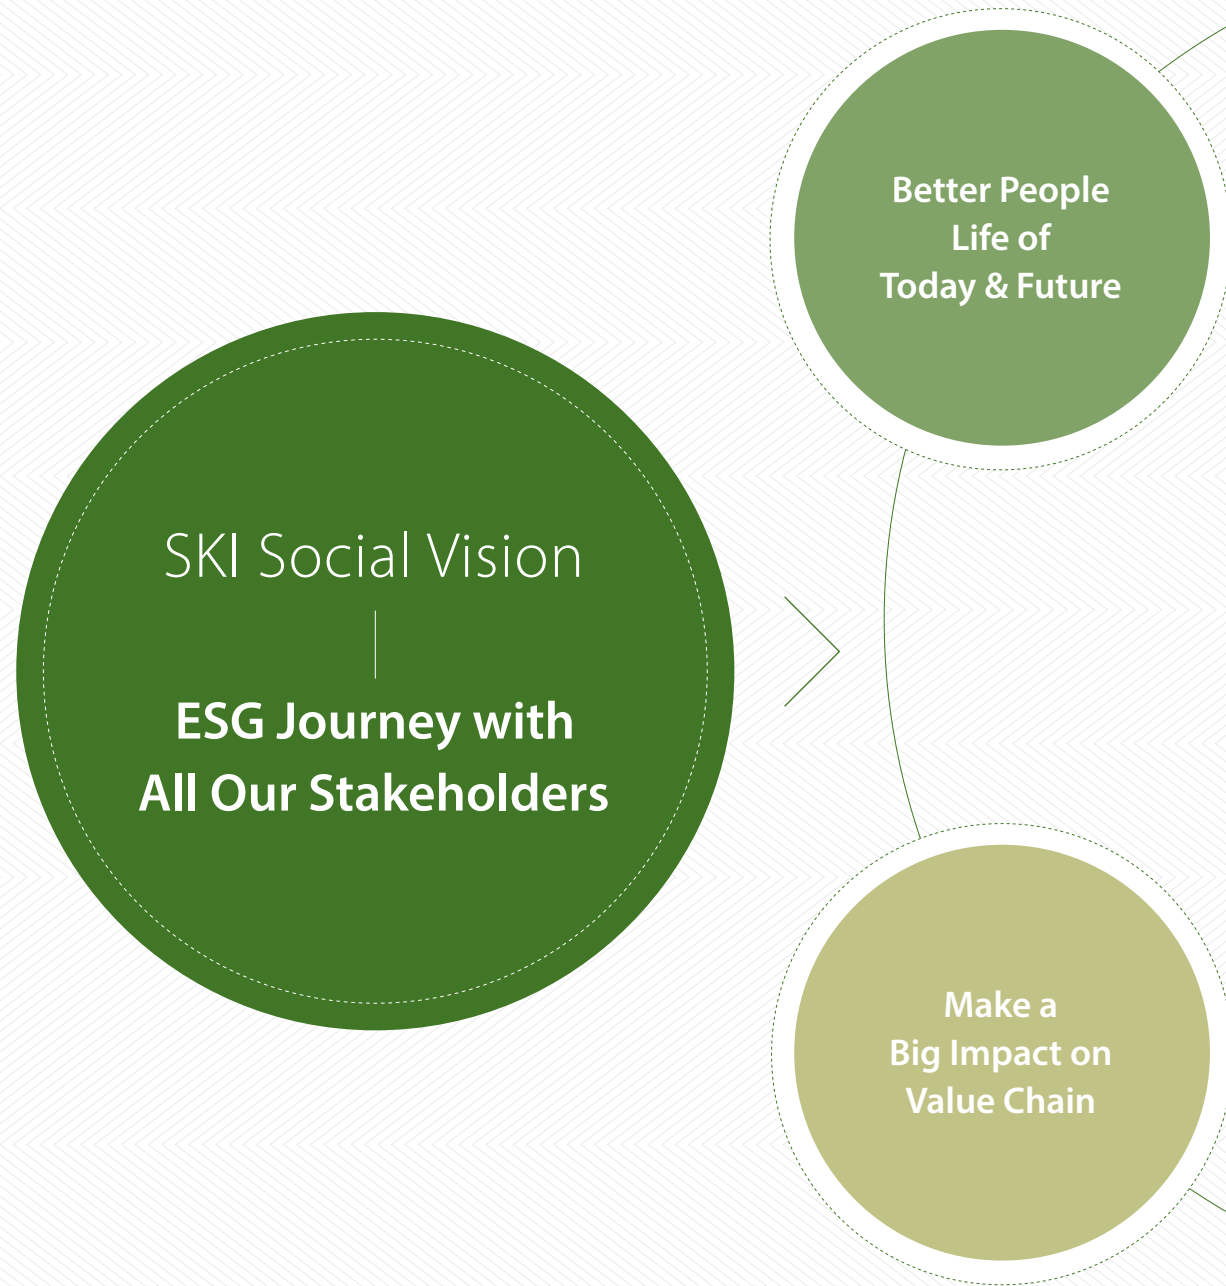 SKI Social Vision
ESG Journey with
All Our Stakeholders
Better People
Life of
Today & Future
Make a
Big Impact on
Value Chain